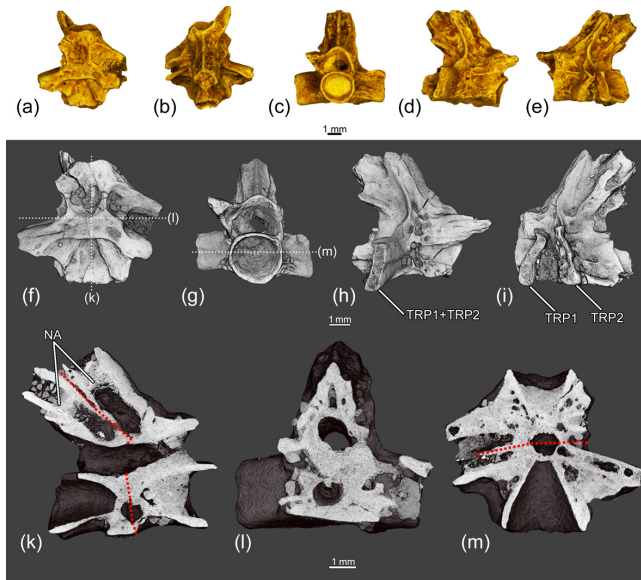 (a) (b) (c) (d) (e)
1 mm
(l)
(m)
(f) (k) (g) (h) (i)
TRP1+TRP2 TRP1 TRP2
1 mm
NA
(k) (l) (m)
1 mm